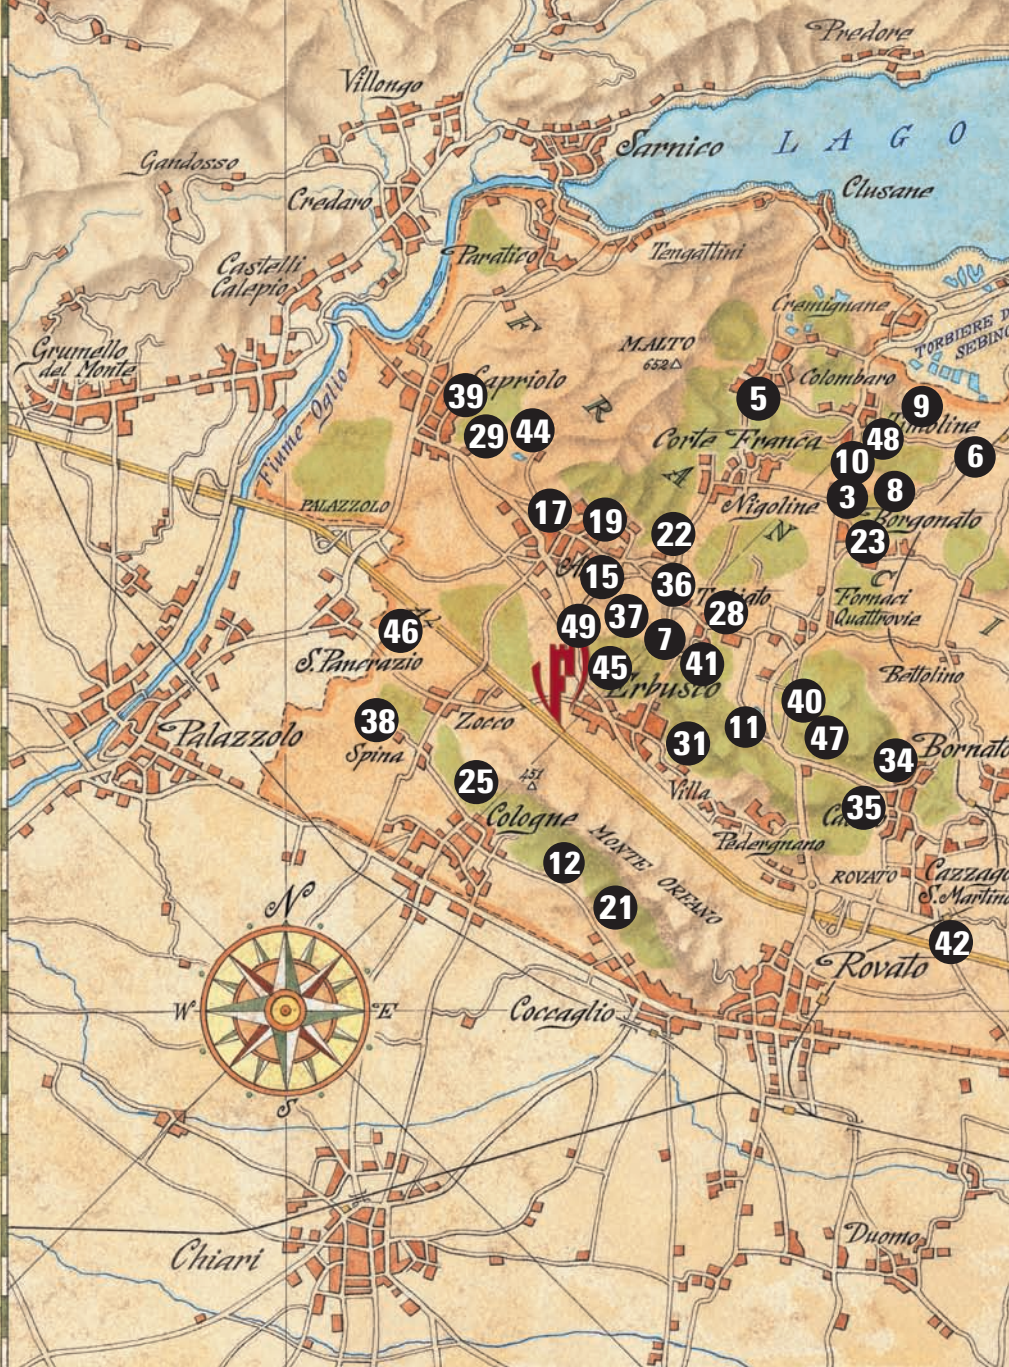 Predore
Villongo
Sarnico
L A G O
Gandosso
Credaro
Clusane
Paratico
Tengattini
Castelli
Calepio
Cremignane
TORBIERE D
SEBINO
F
M.ALTO
652
Grumello
del Monte
Fiume Oglio
Capriolo
Colombaro
39
5
9
R
29
44
Corte Franca
48
Timoline
6
10
A
PALAZZOLO
Nigoline
3
8
17
19
22
N
Borgonato
23
15
36
C
Fornaci
Quattrovie
28
49
37
I
46
7
S. Pancrazio
45
41
Bettolino
Erbusco
40
38
Zocco
11
47
Palazzolo
Spina
31
34
Bornato
25
451
Villa
35
Cologne
MONTE ORFANO
Pedergnano
12
ROVATO
Cazzago
S. Martino
21
N
42
Rovato
W
E
Coccaglio
S
Chiari
Duomo